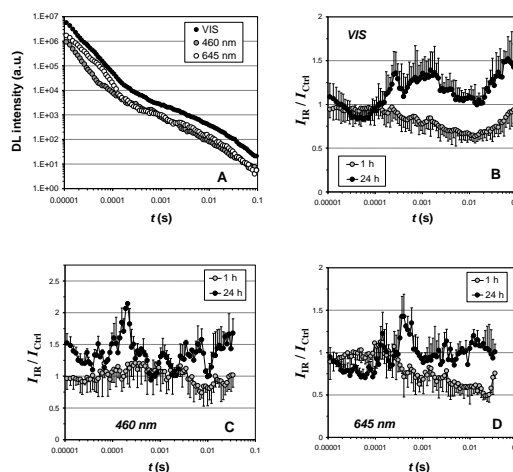 1.E+07
1.E+06
1.E+05
1.E+04
1.E+03
1.E+02
1.E+01
1.E+00
DL intensity (a.u.)
VIS
460 nm
645 nm
A
0.00001 0.0001 0.001 0.01 0.1
t (s)
2
1.5
1
0.5
0
I_IR / I_Ctrl
VIS
1 h
24 h
B
0.00001 0.0001 0.001 0.01 0.1
t (s)
2.5
2
1.5
1
0.5
0
I_IR / I_Ctrl
1 h
24 h
460 nm
C
0.00001 0.0001 0.001 0.01 0.1
t (s)
2
1.5
1
0.5
0
I_IR / I_Ctrl
1 h
24 h
645 nm
D
0.00001 0.0001 0.001 0.01 0.1
t (s)